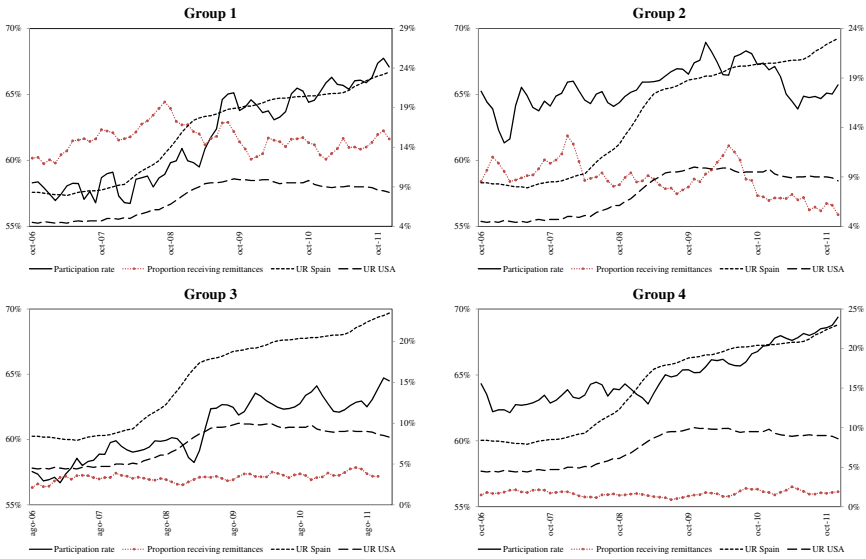 Group 1
70%
65%
60%
55%
29%
24%
19%
14%
9%
4%
oct-06
oct-07
oct-08
oct-09
oct-10
oct-11
Participation rate Proportion receiving remittances UR Spain UR USA
Group 2
70%
65%
60%
55%
24%
19%
14%
9%
4%
oct-06
oct-07
oct-08
oct-09
oct-10
oct-11
Participation rate Proportion receiving remittances UR Spain UR USA
Group 3
70%
65%
60%
55%
20%
15%
10%
5%
0%
ago-06
ago-07
ago-08
ago-09
ago-10
ago-11
Participation rate Proportion receiving remittances UR Spain UR USA
Group 4
70%
65%
60%
55%
25%
20%
15%
10%
5%
0%
oct-06
oct-07
oct-08
oct-09
oct-10
oct-11
Participation rate Proportion receiving remittances UR Spain UR USA